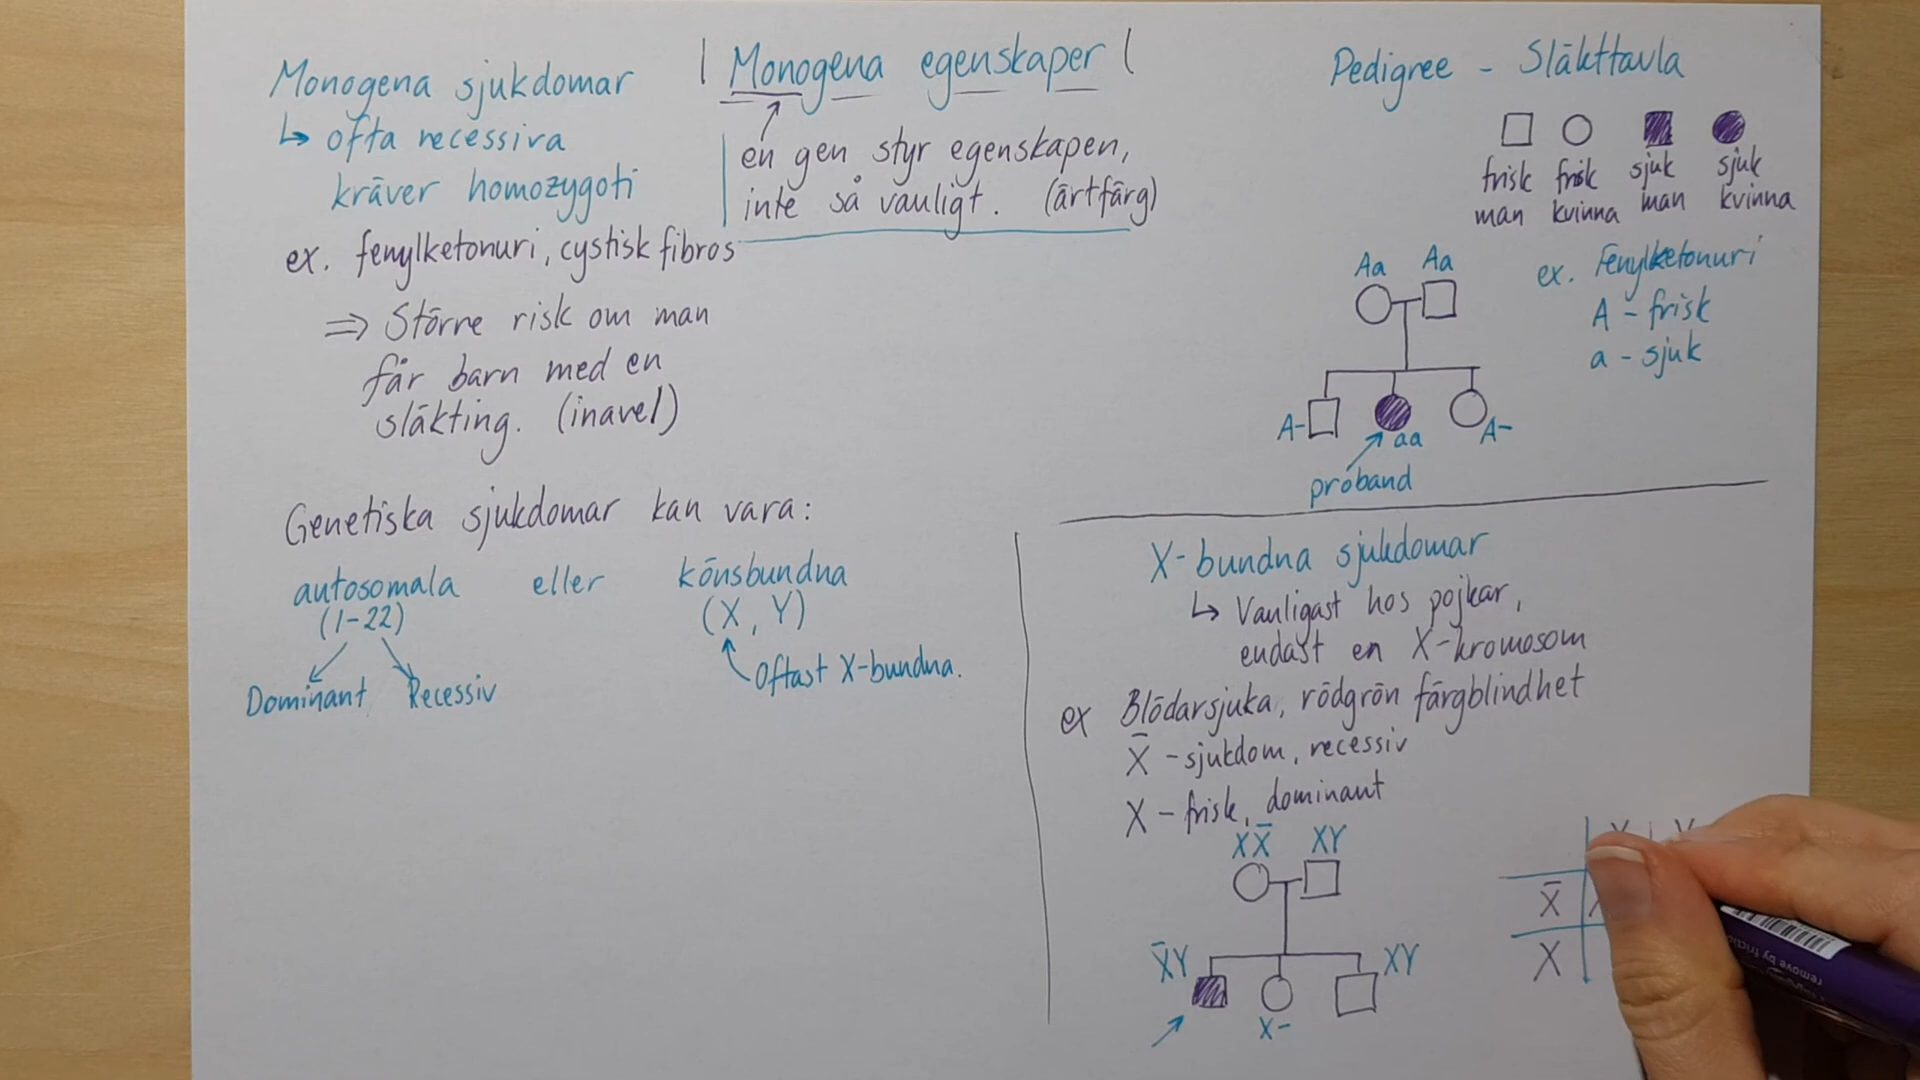 Monogena sjukdomar
↳ ofta recessiva
kräver homozygoti
ex. fenylketonuri, cystisk fibros
⇒ Större risk om man
får barn med en
släkting. (inavel)
Monogena egenskaper
en gen styr egenskapen,
inte så vanligt. (ärtfärg)
Pedigree - Släkttavla
frisk man
frisk kvinna
sjuk man
sjuk kvinna
ex. Fenylketonuri
A - frisk
a - sjuk
Aa Aa
A- aa A-
proband
Genetiska sjukdomar kan vara:
autosomala eller könsbundna
(1-22) (X, Y)
Oftast X-bundna.
Dominant Recessiv
X-bundna sjukdomar
↳ Vanligast hos pojkar,
endast en X-kromosom
ex Blödarsjuka, rödgrön färgblindhet
X̄ - sjukdom, recessiv
X - frisk, dominant
XX̄ XY
X̄Y XY
X-
X̄
X
remove by friction